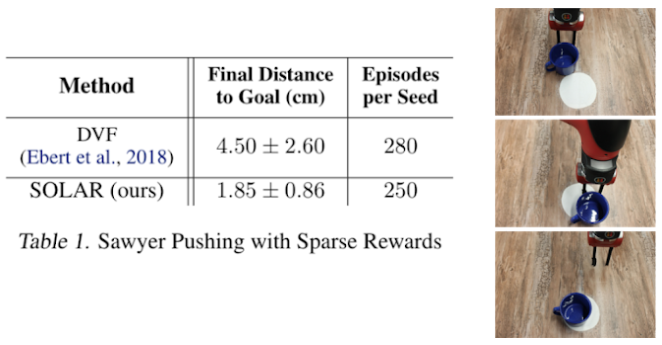 Method
Final Distance
to Goal (cm)
Episodes
per Seed
DVF
(Ebert et al., 2018)
4.50 ± 2.60
280
SOLAR (ours)
1.85 ± 0.86
250
Table 1. Sawyer Pushing with Sparse Rewards